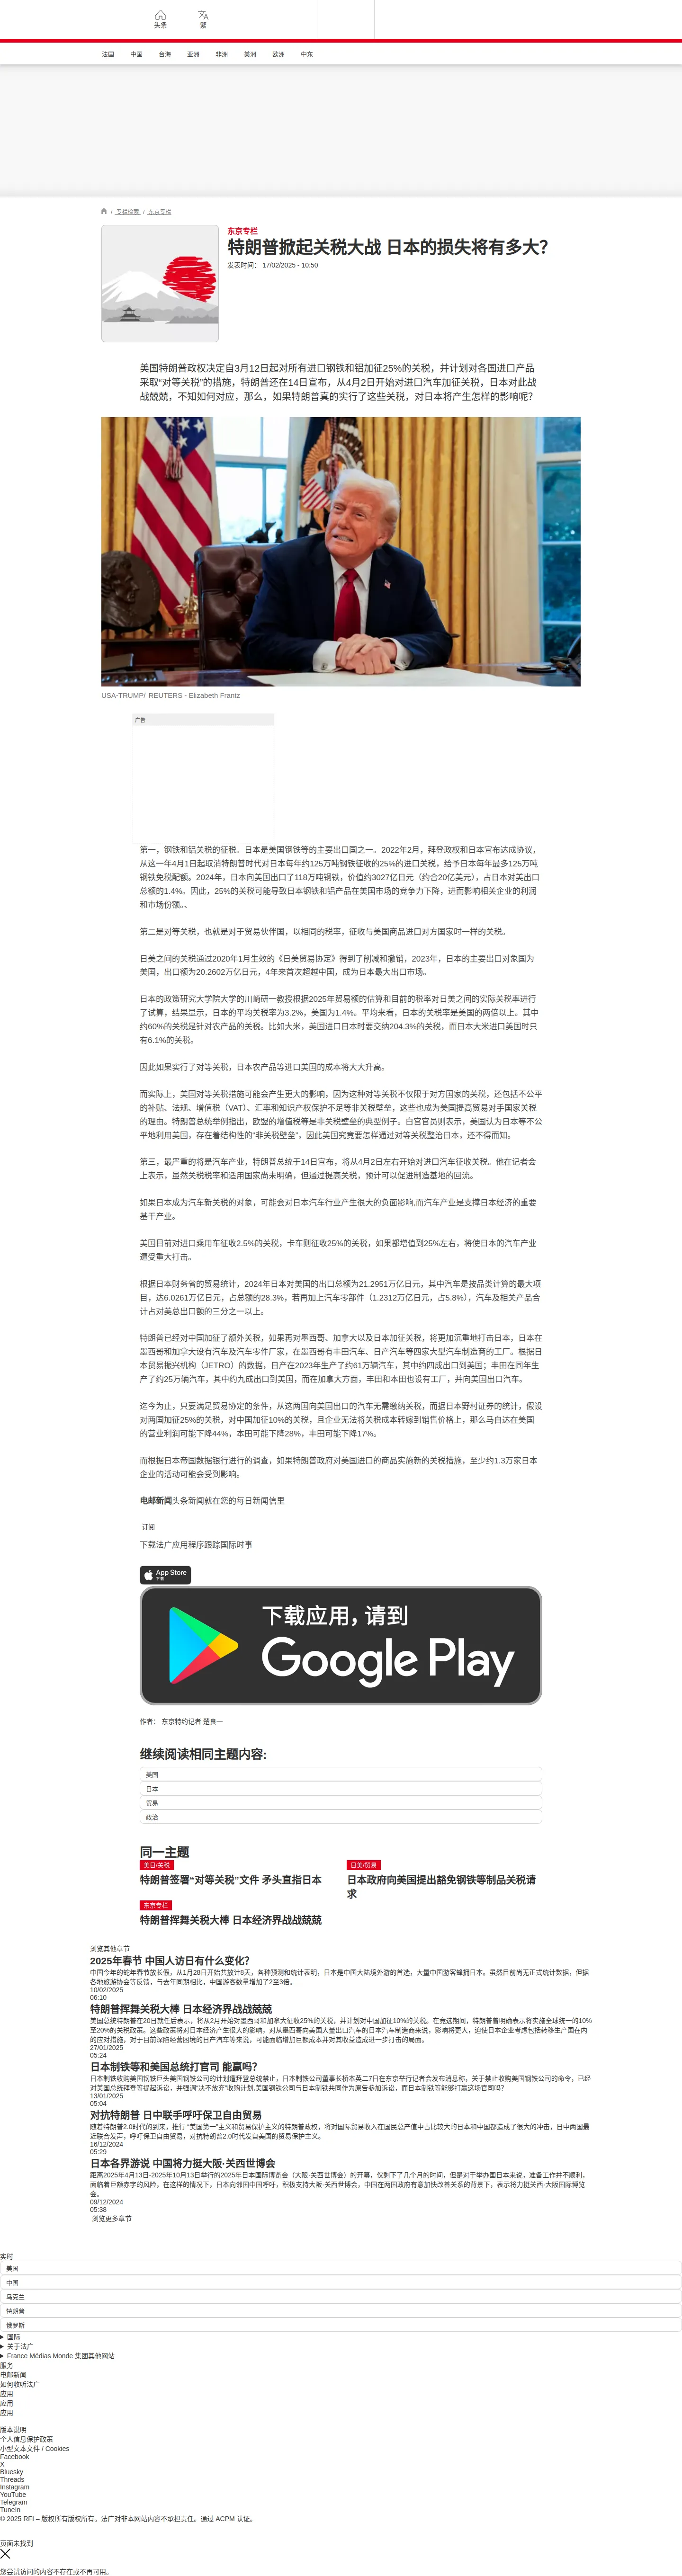 头条
繁
法国
中国
台海
亚洲
非洲
美洲
欧洲
中东
/ 专栏检索 / 东京专栏
东京专栏
特朗普掀起关税大战 日本的损失将有多大？
发表时间： 17/02/2025 - 10:50
美国特朗普政权决定自3月12日起对所有进口钢铁和铝加征25%的关税，并计划对各国进口产品
采取“对等关税”的措施，特朗普还在14日宣布，从4月2日开始对进口汽车加征关税，日本对此战
战兢兢，不知如何对应，那么，如果特朗普真的实行了这些关税，对日本将产生怎样的影响呢？
USA-TRUMP/ REUTERS - Elizabeth Frantz
广告
第一，钢铁和铝关税的征税。日本是美国钢铁等的主要出口国之一。2022年2月，拜登政权和日本宣布达成协议，
从这一年4月1日起取消特朗普时代对日本每年约125万吨钢铁征收的25%的进口关税，给予日本每年最多125万吨
钢铁免税配额。2024年，日本向美国出口了118万吨钢铁，价值约3027亿日元（约合20亿美元），占日本对美出口
总额的1.4%。因此，25%的关税可能导致日本钢铁和铝产品在美国市场的竞争力下降，进而影响相关企业的利润
和市场份额。、
第二是对等关税，也就是对于贸易伙伴国，以相同的税率，征收与美国商品进口对方国家时一样的关税。
日美之间的关税通过2020年1月生效的《日美贸易协定》得到了削减和撤销，2023年，日本的主要出口对象国为
美国，出口额为20.2602万亿日元，4年来首次超越中国，成为日本最大出口市场。
日本的政策研究大学院大学的川崎研一教授根据2025年贸易额的估算和目前的税率对日美之间的实际关税率进行
了试算，结果显示，日本的平均关税率为3.2%，美国为1.4%。平均来看，日本的关税率是美国的两倍以上。其中
约60%的关税是针对农产品的关税。比如大米，美国进口日本时要交纳204.3%的关税，而日本大米进口美国时只
有6.1%的关税。
因此如果实行了对等关税，日本农产品等进口美国的成本将大大升高。
而实际上，美国对等关税措施可能会产生更大的影响，因为这种对等关税不仅限于对方国家的关税，还包括不公平
的补贴、法规、增值税（VAT）、汇率和知识产权保护不足等非关税壁垒，这些也成为美国提高贸易对手国家关税
的理由。特朗普总统举例指出，欧盟的增值税等是非关税壁垒的典型例子。白宫官员则表示，美国认为日本等不公
平地利用美国，存在着结构性的“非关税壁垒”，因此美国究竟要怎样通过对等关税整治日本，还不得而知。
第三，最严重的将是汽车产业，特朗普总统于14日宣布，将从4月2日左右开始对进口汽车征收关税。他在记者会
上表示，虽然关税税率和适用国家尚未明确，但通过提高关税，预计可以促进制造基地的回流。
如果日本成为汽车新关税的对象，可能会对日本汽车行业产生很大的负面影响,而汽车产业是支撑日本经济的重要
基干产业。
美国目前对进口乘用车征收2.5%的关税，卡车则征收25%的关税，如果都增值到25%左右，将使日本的汽车产业
遭受重大打击。
根据日本财务省的贸易统计，2024年日本对美国的出口总额为21.2951万亿日元，其中汽车是按品类计算的最大项
目，达6.0261万亿日元，占总额的28.3%，若再加上汽车零部件（1.2312万亿日元，占5.8%），汽车及相关产品合
计占对美总出口额的三分之一以上。
特朗普已经对中国加征了额外关税，如果再对墨西哥、加拿大以及日本加征关税，将更加沉重地打击日本，日本在
墨西哥和加拿大设有汽车及汽车零件厂家，在墨西哥有丰田汽车、日产汽车等四家大型汽车制造商的工厂。根据日
本贸易振兴机构（JETRO）的数据，日产在2023年生产了约61万辆汽车，其中约四成出口到美国；丰田在同年生
产了约25万辆汽车，其中约九成出口到美国，而在加拿大方面，丰田和本田也设有工厂，并向美国出口汽车。
迄今为止，只要满足贸易协定的条件，从这两国向美国出口的汽车无需缴纳关税，而据日本野村证券的统计，假设
对两国加征25%的关税，对中国加征10%的关税，且企业无法将关税成本转嫁到销售价格上，那么马自达在美国
的营业利润可能下降44%，本田可能下降28%，丰田可能下降17%。
而根据日本帝国数据银行进行的调查，如果特朗普政府对美国进口的商品实施新的关税措施，至少约1.3万家日本
企业的活动可能会受到影响。
电邮新闻头条新闻就在您的每日新闻信里
订阅
下载法广应用程序跟踪国际时事
App Store
下载
下载应用，请到
Google Play
作者： 东京特约记者 楚良一
继续阅读相同主题内容:
美国
日本
贸易
政治
同一主题
美日/关税
特朗普签署“对等关税”文件 矛头直指日本
日美/贸易
日本政府向美国提出豁免钢铁等制品关税请
求
东京专栏
特朗普挥舞关税大棒 日本经济界战战兢兢
浏览其他章节
2025年春节 中国人访日有什么变化？
中国今年的蛇年春节放长假，从1月28日开始共放计8天，各种预测和统计表明，日本是中国大陆境外游的首选，大量中国游客蜂拥日本。虽然目前尚无正式统计数据，但据
各地旅游协会等反馈，与去年同期相比，中国游客数量增加了2至3倍。
10/02/2025
06:10
特朗普挥舞关税大棒 日本经济界战战兢兢
美国总统特朗普在20日就任后表示，将从2月开始对墨西哥和加拿大征收25%的关税，并计划对中国加征10%的关税。在竞选期间，特朗普曾明确表示将实施全球统一的10%
至20%的关税政策。这些政策将对日本经济产生很大的影响，对从墨西哥向美国大量出口汽车的日本汽车制造商来说，影响将更大，迫使日本企业考虑包括转移生产国在内
的应对措施，对于目前深陷经营困境的日产汽车等来说，可能面临增加巨额成本并对其收益造成进一步打击的局面。
27/01/2025
05:24
日本制铁等和美国总统打官司 能赢吗？
日本制铁收购美国钢铁巨头美国钢铁公司的计划遭拜登总统禁止，日本制铁公司董事长桥本英二7日在东京举行记者会发布消息称，关于禁止收购美国钢铁公司的命令，已经
对美国总统拜登等提起诉讼，并强调“决不放弃”收购计划,美国钢铁公司与日本制铁共同作为原告参加诉讼，而日本制铁等能够打赢这场官司吗？
13/01/2025
05:04
对抗特朗普 日中联手呼吁保卫自由贸易
随着特朗普2.0时代的到来，推行 “美国第一”主义和贸易保护主义的特朗普政权，将对国际贸易收入在国民总产值中占比较大的日本和中国都造成了很大的冲击，日中两国最
近联合发声，呼吁保卫自由贸易，对抗特朗普2.0时代发自美国的贸易保护主义。
16/12/2024
05:29
日本各界游说 中国将力挺大阪·关西世博会
距离2025年4月13日-2025年10月13日举行的2025年日本国际博览会（大阪·关西世博会）的开幕，仅剩下了几个月的时间，但是对于举办国日本来说，准备工作并不顺利，
面临着巨额赤字的风险，在这样的情况下，日本向邻国中国呼吁，积极支持大阪·关西世博会，中国在两国政府有意加快改善关系的背景下，表示将力挺关西·大阪国际博览
会。
09/12/2024
05:38
浏览更多章节
实时
美国
中国
乌克兰
特朗普
俄罗斯
国际
关于法广
France Médias Monde 集团其他网站
服务
电邮新闻
如何收听法广
应用
应用
应用
版本说明
个人信息保护政策
小型文本文件 / Cookies
Facebook
X
Bluesky
Threads
Instagram
YouTube
Telegram
TuneIn
© 2025 RFI – 版权所有版权所有。法广对非本网站内容不承担责任。通过 ACPM 认证。
页面未找到
您尝试访问的内容不存在或不再可用。